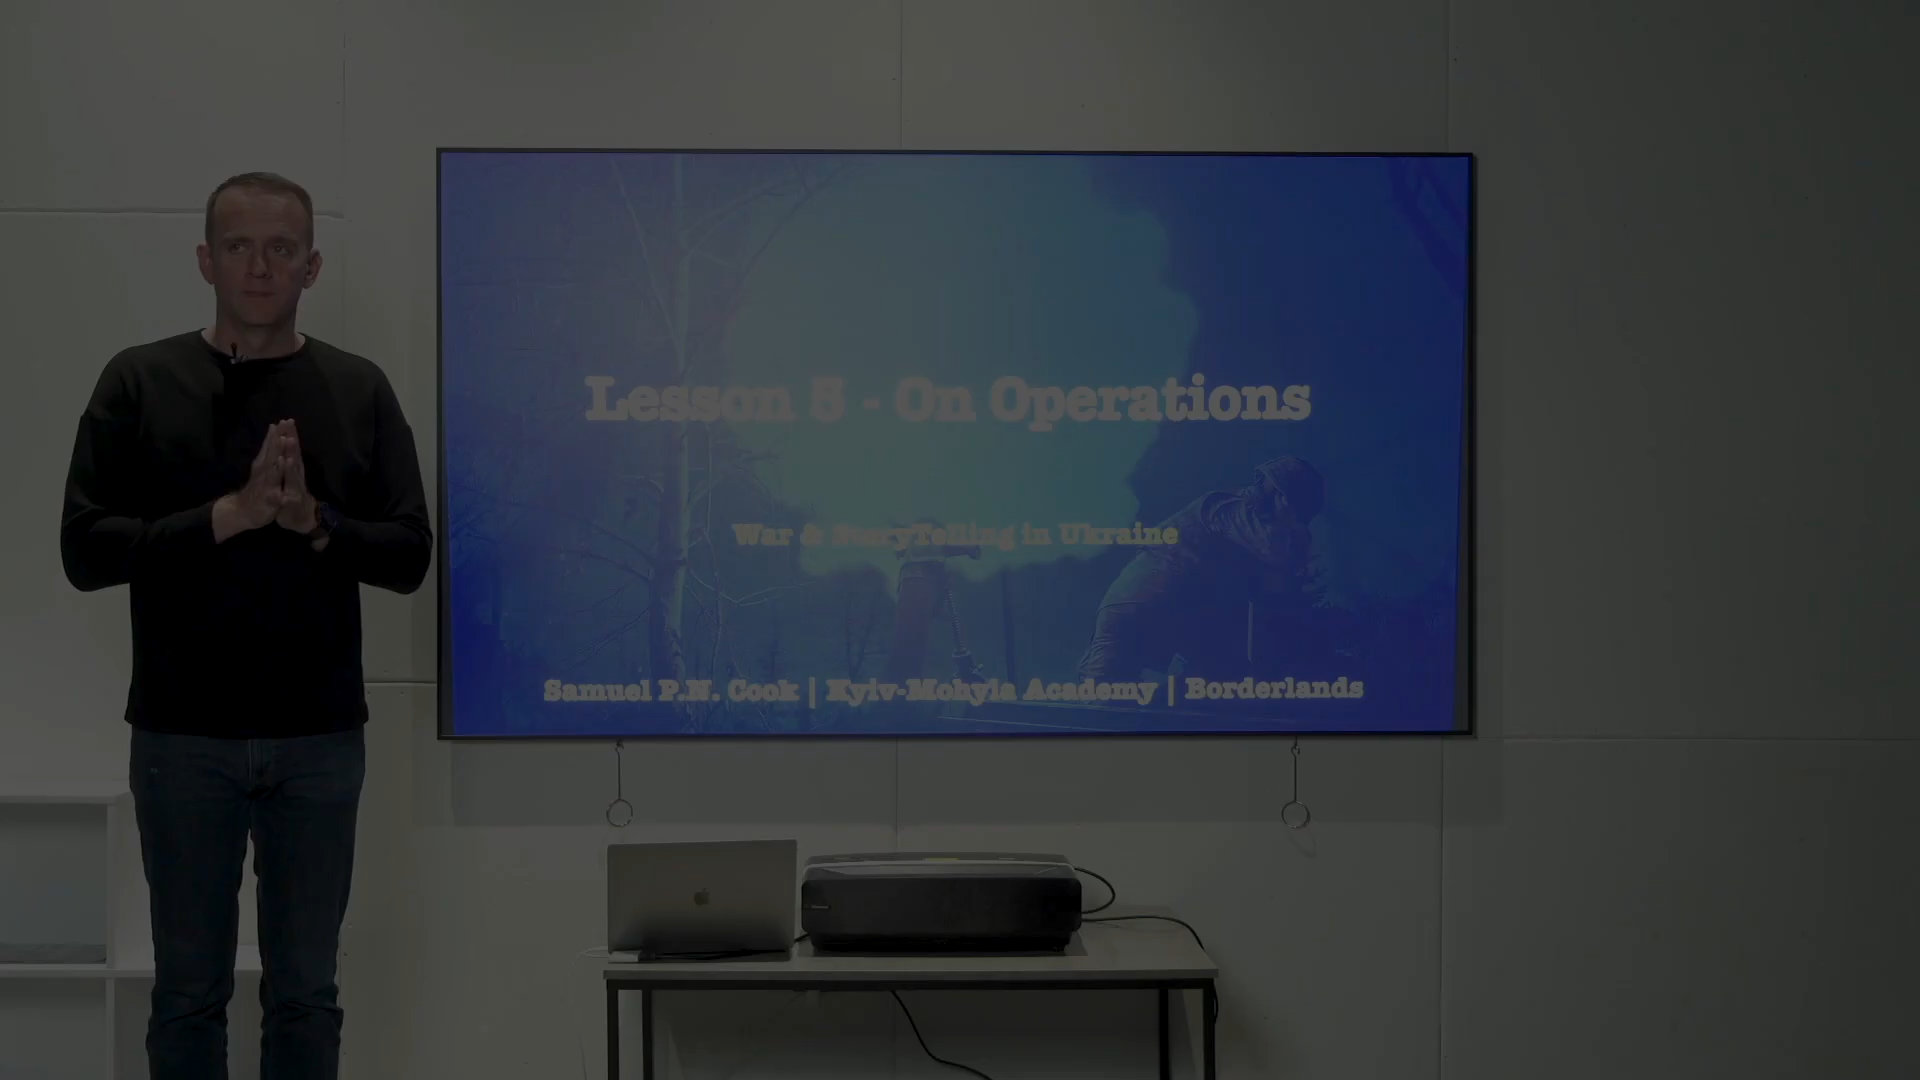 Lesson 5 - On Operations
War & StoryTelling in Ukraine
Samuel P.N. Cook | Kyiv-Mohyla Academy | Borderlands